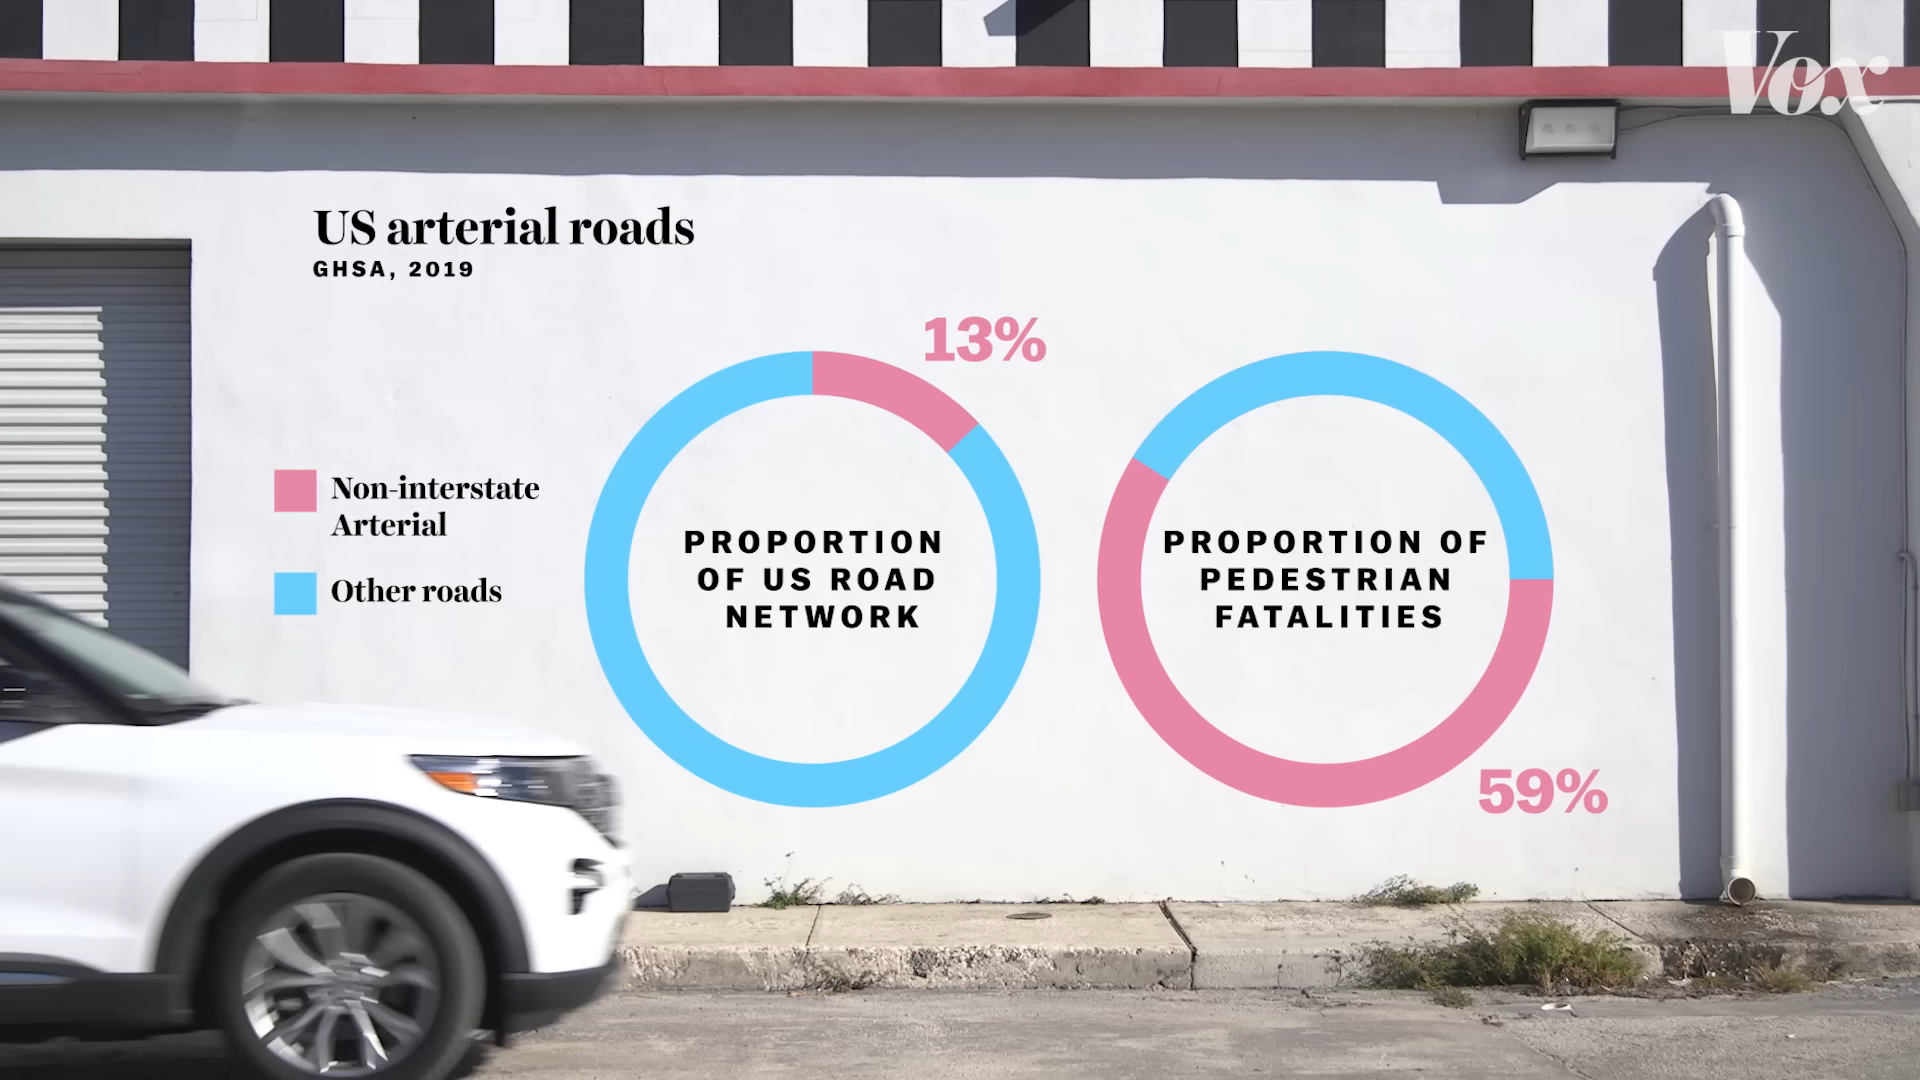 Vox
US arterial roads
GHSA, 2019
13%
Non-interstate
Arterial
Other roads
PROPORTION
OF US ROAD
NETWORK
PROPORTION OF
PEDESTRIAN
FATALITIES
59%